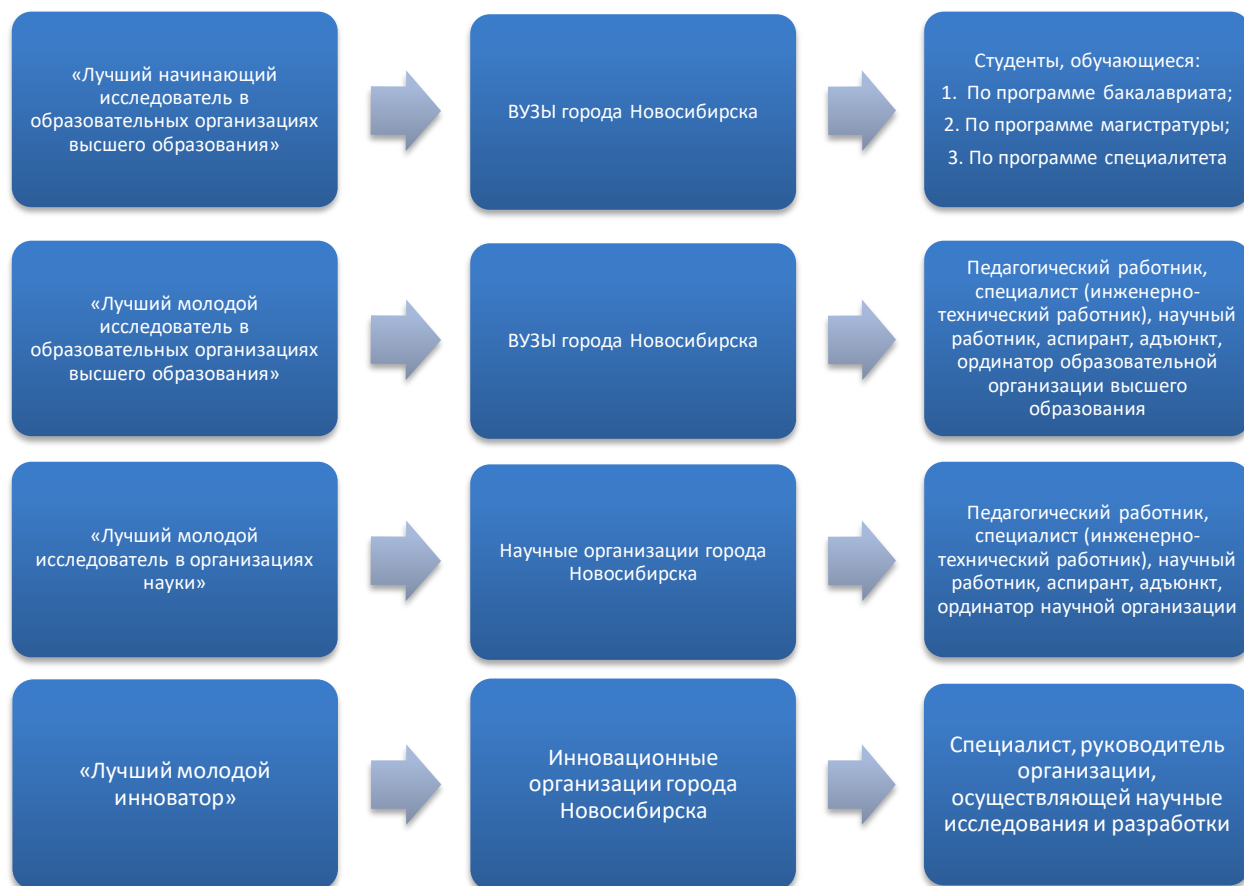 «Лучший начинающий
исследователь в
образовательных организациях
высшего образования»
ВУЗЫ города Новосибирска
Студенты, обучающиеся:
1. По программе бакалавриата;
2. По программе магистратуры;
3. По программе специалитета
«Лучший молодой
исследователь в
образовательных организациях
высшего образования»
ВУЗЫ города Новосибирска
Педагогический работник,
специалист (инженерно-
технический работник), научный
работник, аспирант, адъюнкт,
ординатор образовательной
организации высшего
образования
«Лучший молодой
исследователь в организациях
науки»
Научные организации города
Новосибирска
Педагогический работник,
специалист (инженерно-
технический работник), научный
работник, аспирант, адъюнкт,
ординатор научной организации
«Лучший молодой
инноватор»
Инновационные
организации города
Новосибирска
Специалист, руководитель
организации,
осуществляющей научные
исследования и разработки